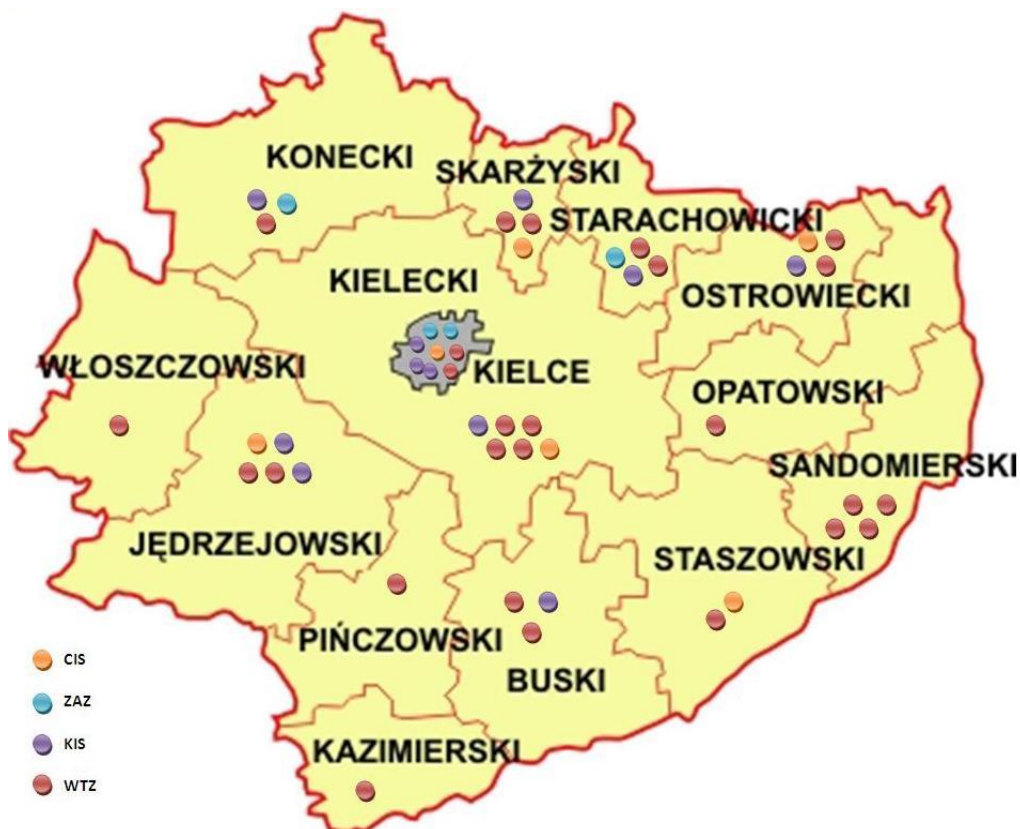 KONECKI
SKARŻYSKI
STARACHOWICKI
KIELECKI
OSTROWIECKI
WŁOSZCZOWSKI
KIELCE
OPATOWSKI
SANDOMIERSKI
JĘDRZEJOWSKI
STASZOWSKI
PIŃCZOWSKI
BUSKI
KAZIMIERSKI
CIS
ZAZ
KIS
WTZ